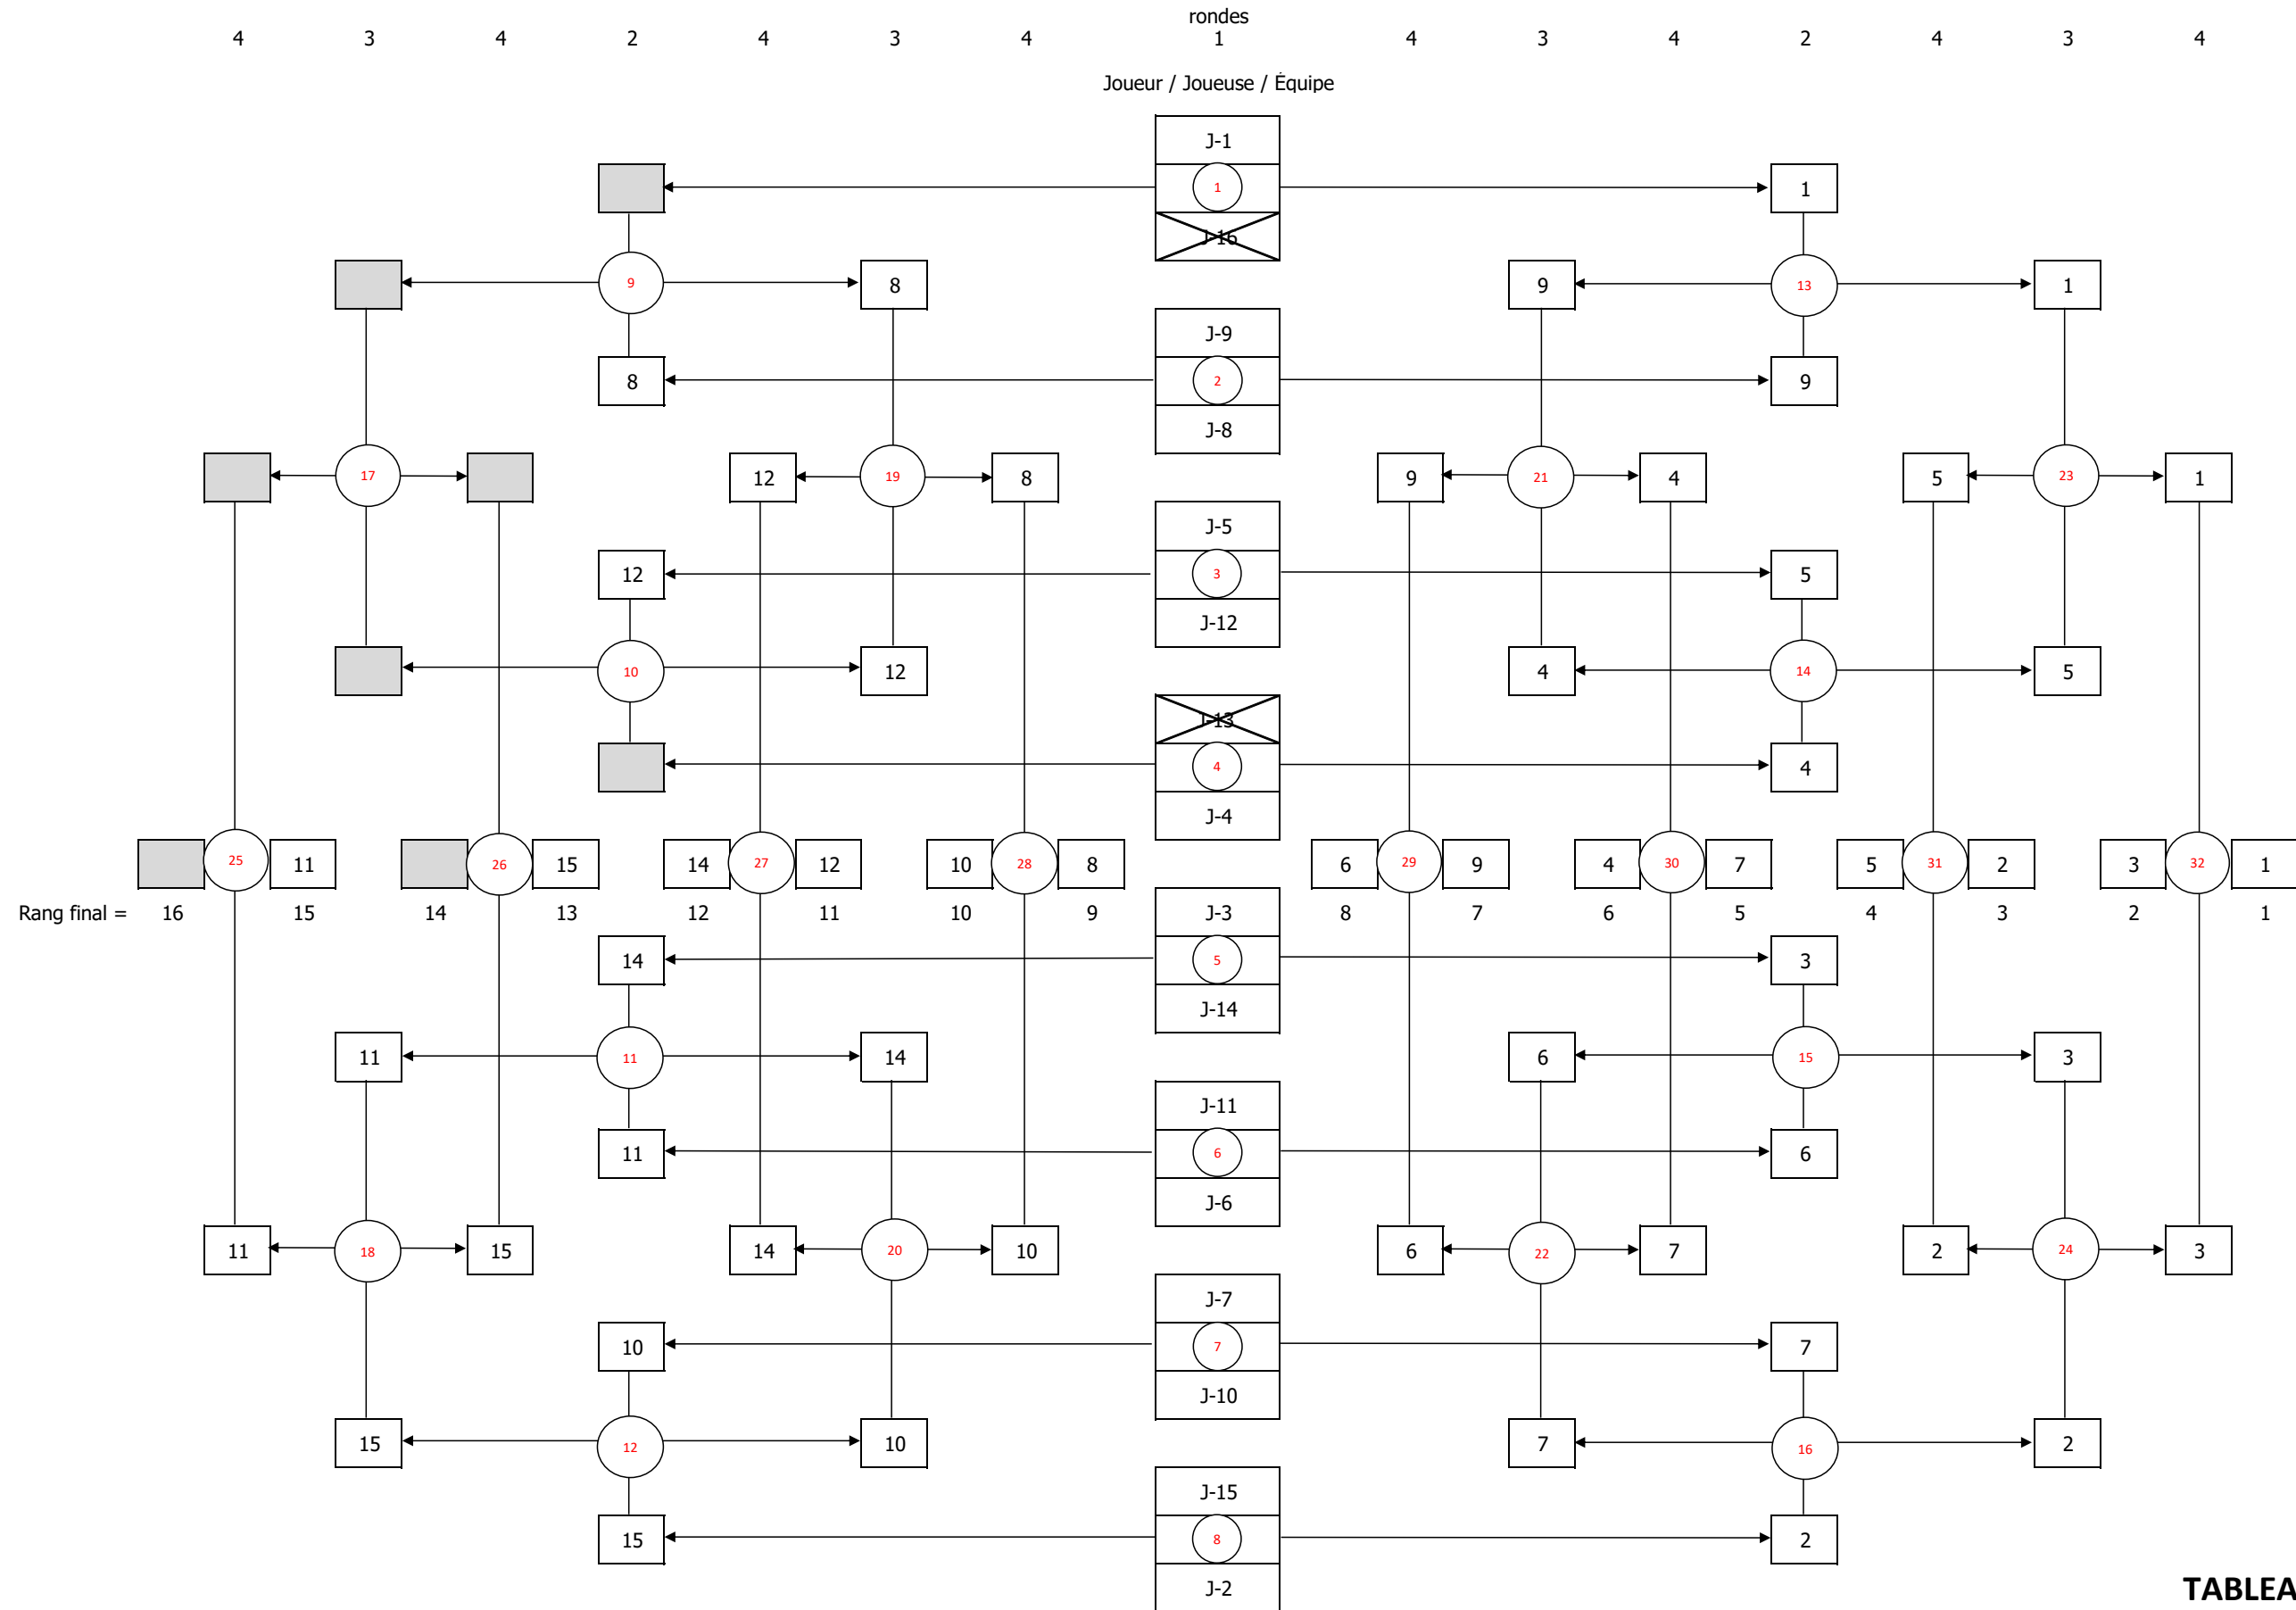 rondes
4 3 4 2 4 3 4 1 4 3 4 2 4 3 4
Joueur / Joueuse / Équipe
J-1
1 1
J-16
9 8 9 13 1
J-9
8 2 9
J-8
17 12 19 8 9 21 4 5 23 1
J-5
12 3 5
J-12
10 12 4 14 5
J-13
4 4
J-4
25 11 26 15 14 27 12 10 28 8 6 29 9 4 30 7 5 31 2 3 32 1
Rang final = 16 15 14 13 12 11 10 9 J-3 8 7 6 5 4 3 2 1
14 5 3
J-14
11 11 14 6 15 3
J-11
11 6 6
J-6
11 18 15 14 20 10 6 22 7 2 24 3
J-7
10 7 7
J-10
15 12 10 7 16 2
J-15
15 8 2
J-2
TABLEA